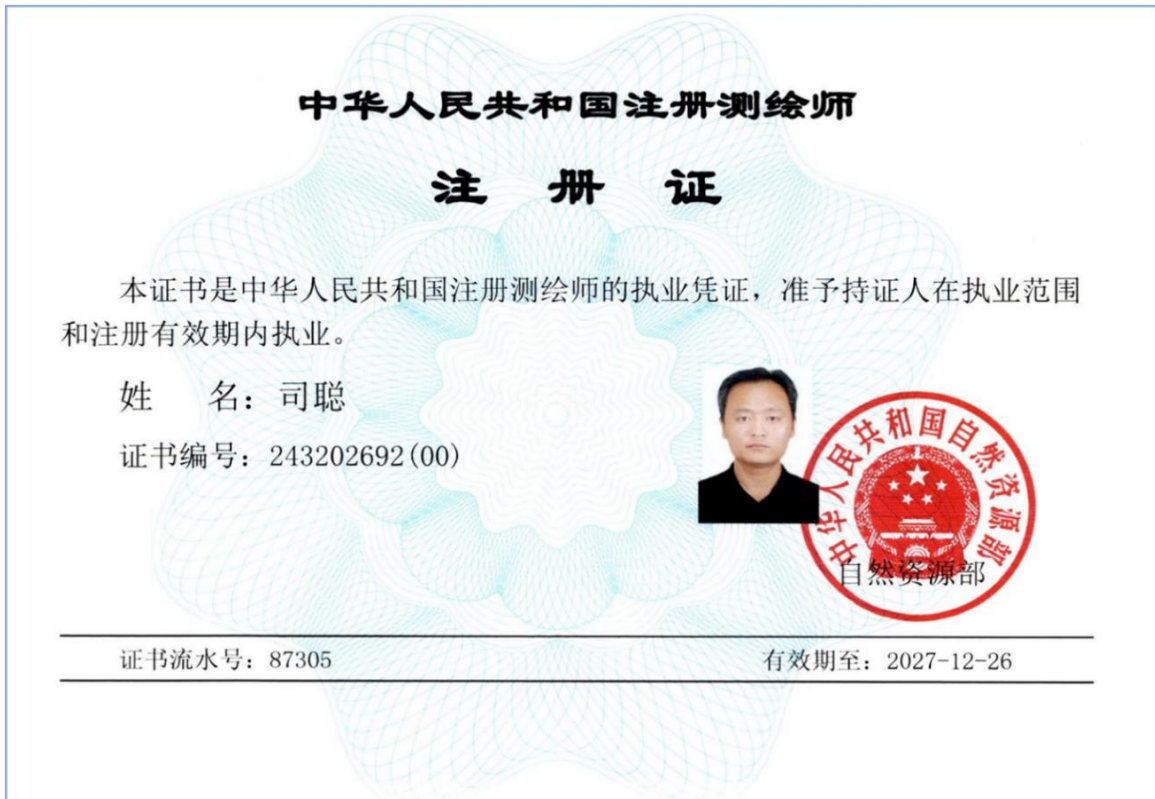 中华人民共和国注册测绘师
注 册 证
本证书是中华人民共和国注册测绘师的执业凭证，准予持证人在执业范围
和注册有效期内执业。
姓 名：司聪
证书编号：243202692(00)
中华人民共和国自然资源部
自然资源部
证书流水号：87305
有效期至：2027-12-26